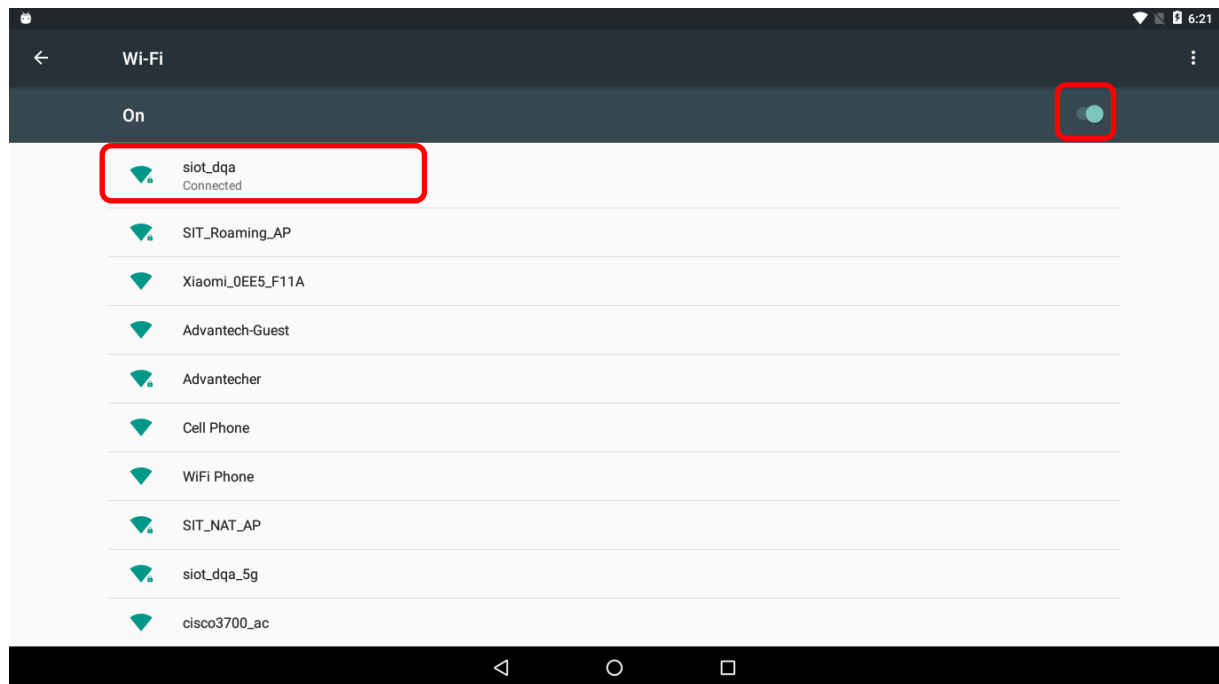 6:21
Wi-Fi
On
siot_dqa
Connected
SIT_Roaming_AP
Xiaomi_0EE5_F11A
Advantech-Guest
Advantecher
Cell Phone
WiFi Phone
SIT_NAT_AP
siot_dqa_5g
cisco3700_ac